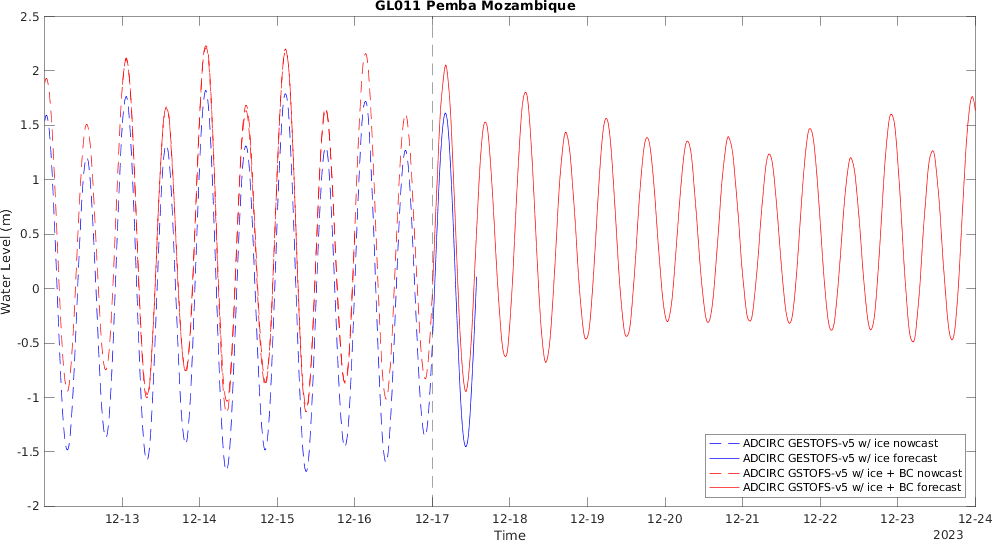 GL011 Pemba Mozambique
2.5
2
1.5
1
0.5
0
-0.5
-1
-1.5
-2
Water Level (m)
ADCIRC GESTOFS-v5 w/ ice nowcast
ADCIRC GESTOFS-v5 w/ ice forecast
ADCIRC GSTOFS-v5 w/ ice + BC nowcast
ADCIRC GSTOFS-v5 w/ ice + BC forecast
12-13 12-14 12-15 12-16 12-17 12-18 12-19 12-20 12-21 12-22 12-23 12-24
Time
2023